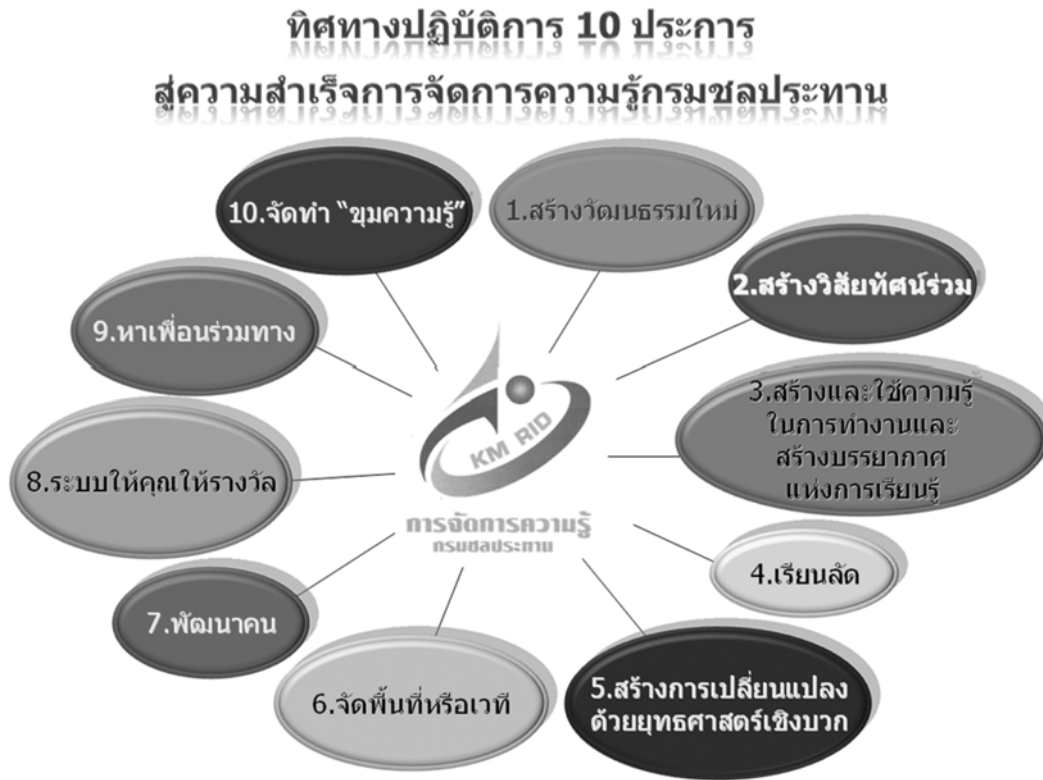 ทิศทางปฏิบัติการ 10 ประการ
สู่ความสำเร็จการจัดการความรู้กรมชลประทาน
1.สร้างวัฒนธรรมใหม่
2.สร้างวิสัยทัศน์ร่วม
3.สร้างและใช้ความรู้
ในการทำงานและ
สร้างบรรยากาศ
แห่งการเรียนรู้
4.เรียนลัด
5.สร้างการเปลี่ยนแปลง
ด้วยยุทธศาสตร์เชิงบวก
6.จัดพื้นที่หรือเวที
7.พัฒนาคน
8.ระบบให้คุณให้รางวัล
9.หาเพื่อนร่วมทาง
10.จัดทำ “ขุมความรู้”
KM RID
การจัดการความรู้
กรมชลประทาน